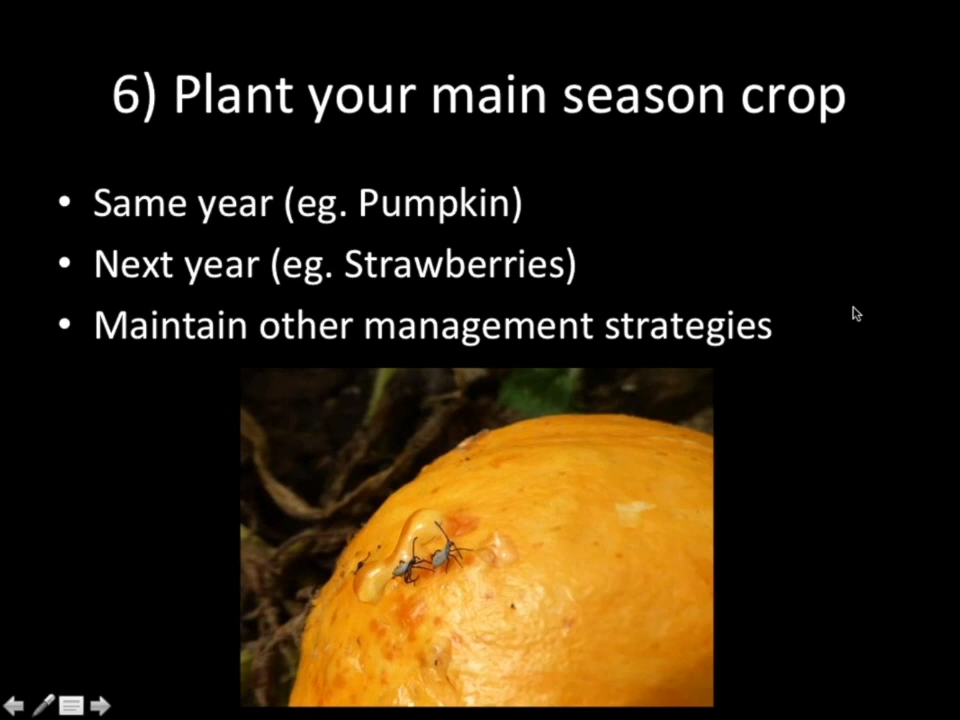 6) Plant your main season crop
• Same year (eg. Pumpkin)
• Next year (eg. Strawberries)
• Maintain other management strategies